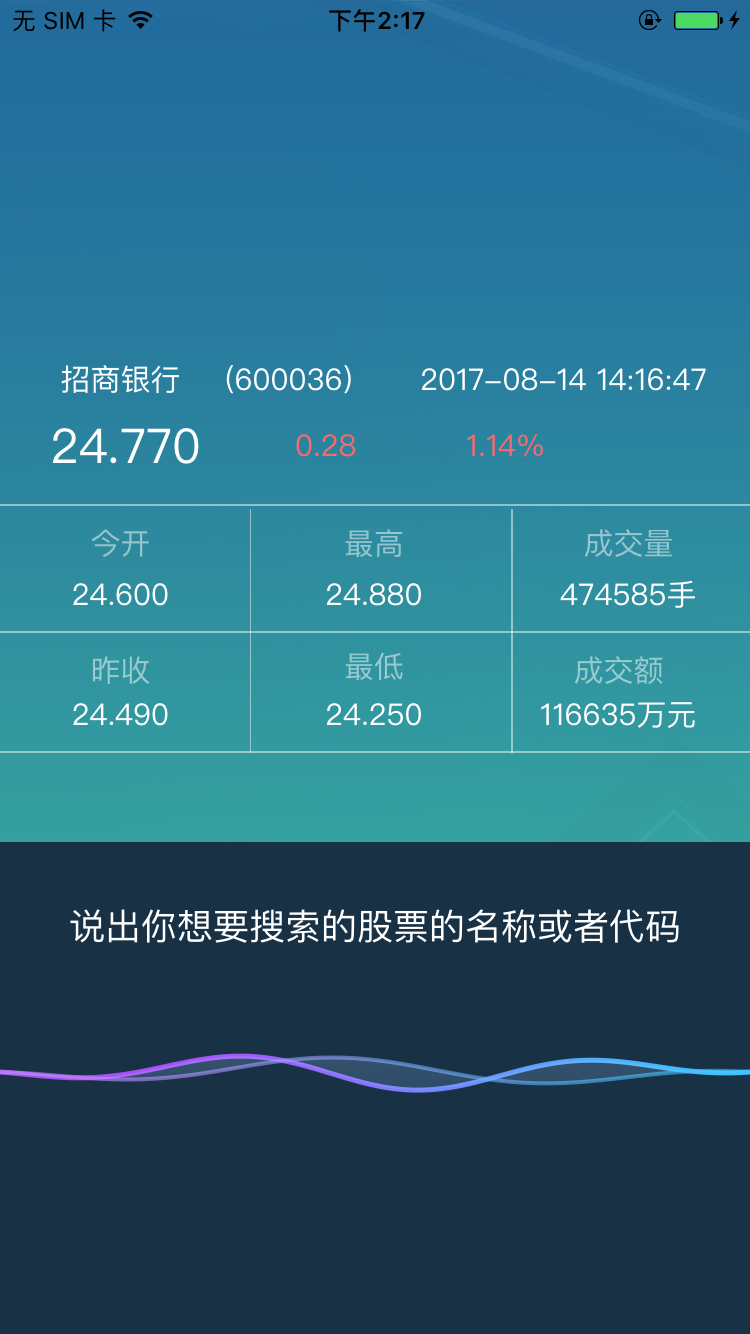 无 SIM 卡 下午2:17
招商银行 (600036) 2017-08-14 14:16:47
24.770 0.28 1.14%
今开 最高 成交量
24.600 24.880 474585手
昨收 最低 成交额
24.490 24.250 116635万元
说出你想要搜索的股票的名称或者代码